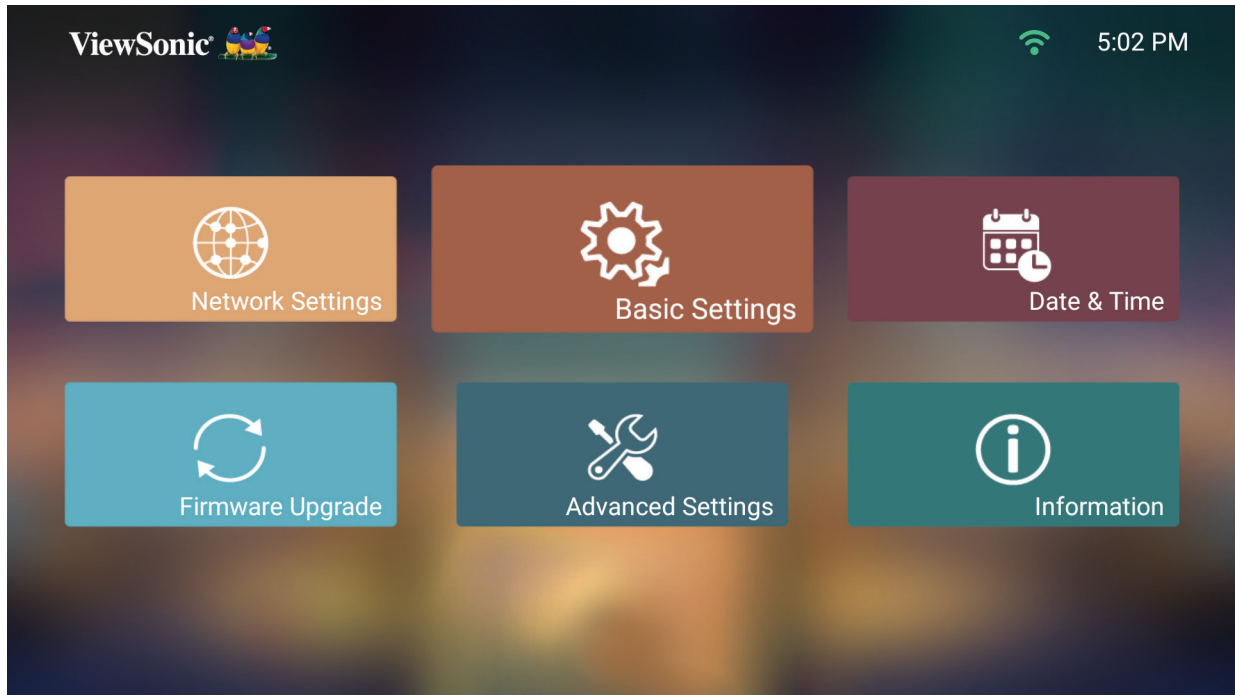 ViewSonic®
5:02 PM
Network Settings
Basic Settings
Date & Time
Firmware Upgrade
Advanced Settings
Information